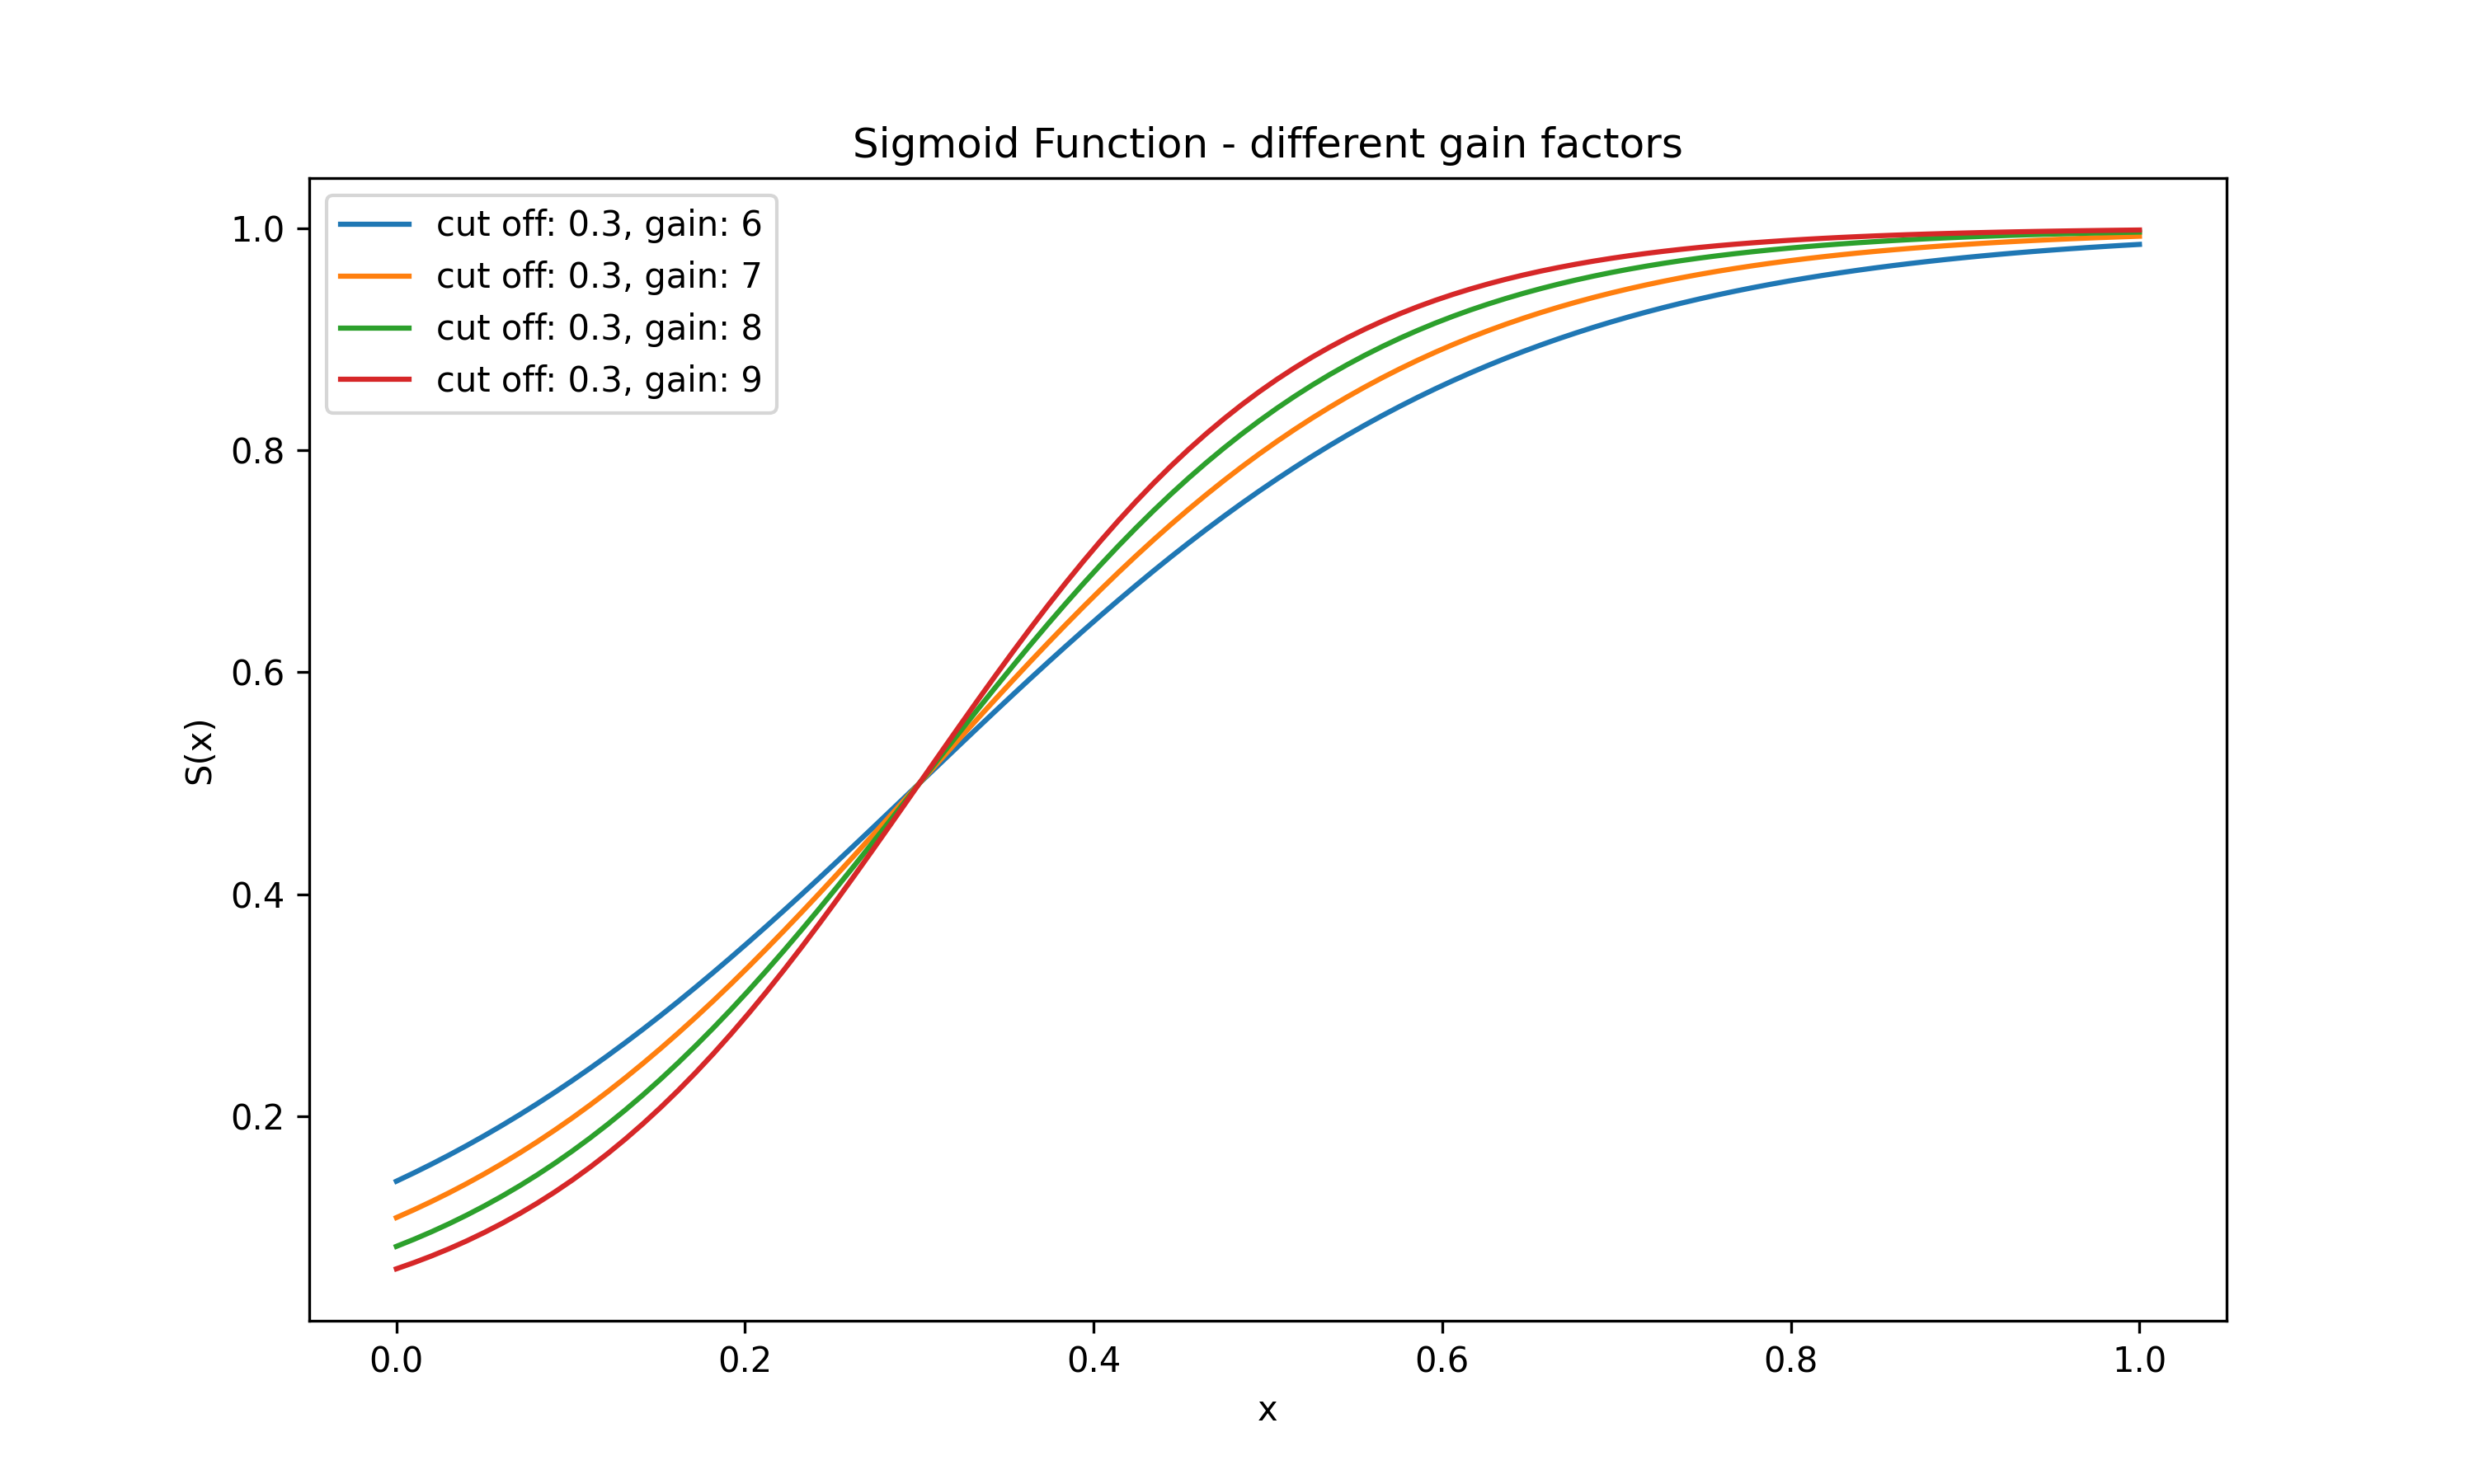 Sigmoid Function - different gain factors
cut off: 0.3, gain: 6
cut off: 0.3, gain: 7
cut off: 0.3, gain: 8
cut off: 0.3, gain: 9
1.0
0.8
0.6
0.4
0.2
S(x)
0.0 0.2 0.4 0.6 0.8 1.0
x